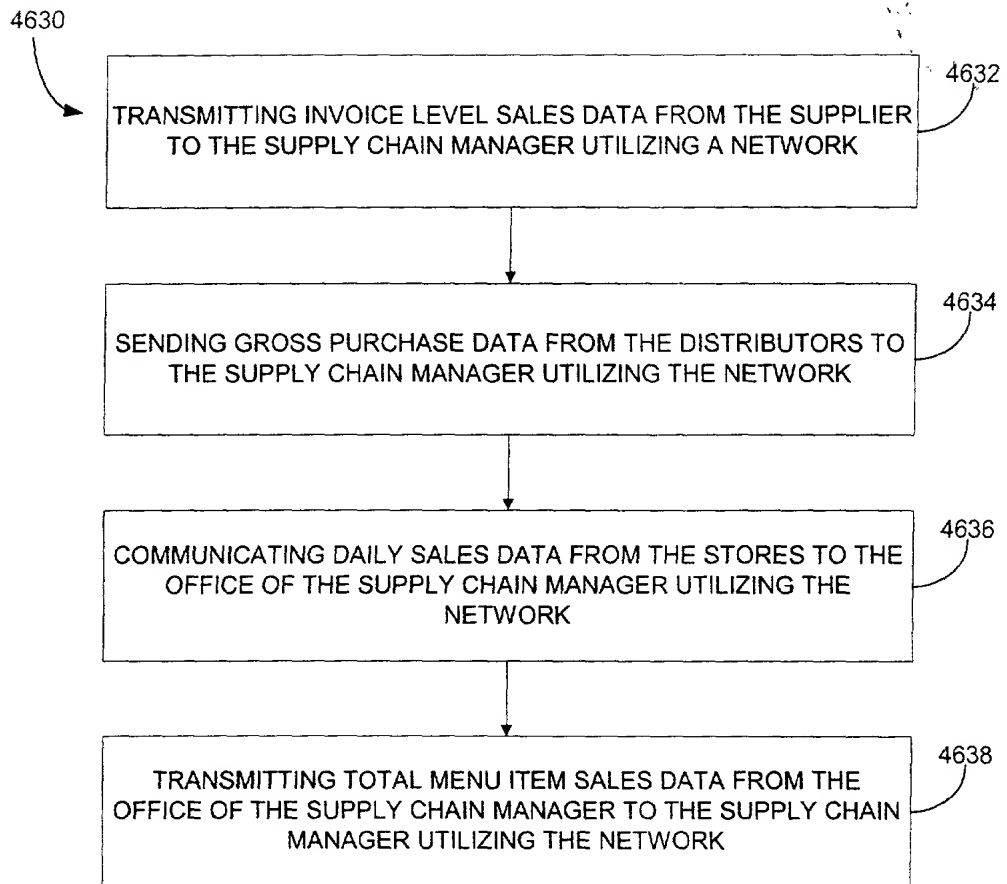 4630
4632
TRANSMITTING INVOICE LEVEL SALES DATA FROM THE SUPPLIER
TO THE SUPPLY CHAIN MANAGER UTILIZING A NETWORK
4634
SENDING GROSS PURCHASE DATA FROM THE DISTRIBUTORS TO
THE SUPPLY CHAIN MANAGER UTILIZING THE NETWORK
4636
COMMUNICATING DAILY SALES DATA FROM THE STORES TO THE
OFFICE OF THE SUPPLY CHAIN MANAGER UTILIZING THE
NETWORK
4638
TRANSMITTING TOTAL MENU ITEM SALES DATA FROM THE
OFFICE OF THE SUPPLY CHAIN MANAGER TO THE SUPPLY CHAIN
MANAGER UTILIZING THE NETWORK